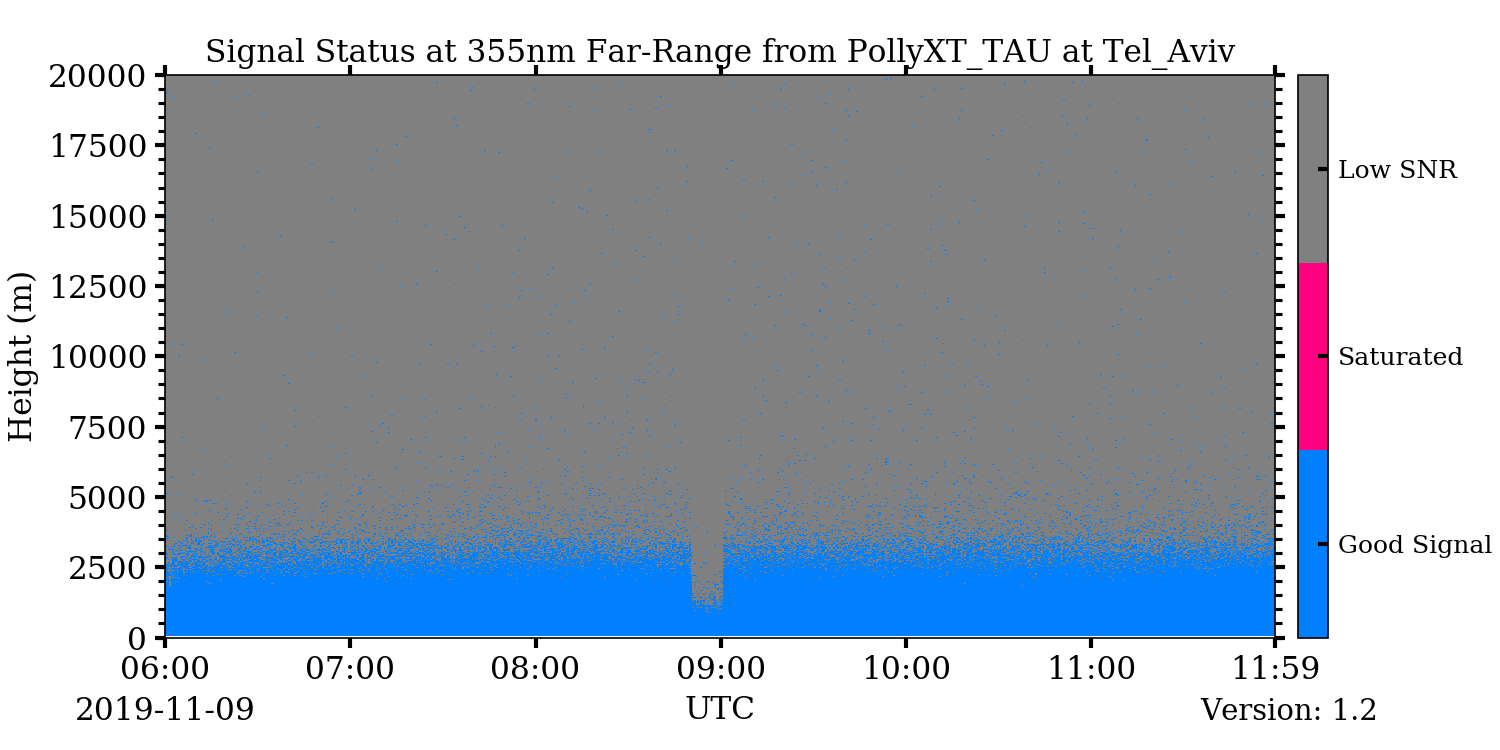 Signal Status at 355nm Far-Range from PollyXT_TAU at Tel_Aviv
20000
17500
15000
12500
10000
7500
5000
2500
0
Height (m)
06:00 07:00 08:00 09:00 10:00 11:00 11:59
2019-11-09 UTC Version: 1.2
Low SNR
Saturated
Good Signal